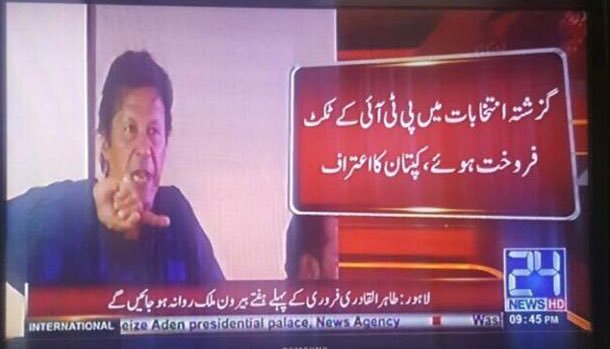 گزشتہ انتخابات میں پی ٹی آئی کے ٹکٹ
فروخت ہوئے، کپتان کا اعتراف
لاہور: طاہر القادری فروری کے پہلے ہفتے بیرون ملک روانہ ہو جائیں گے
24
NEWS HD
INTERNATIONAL eize Aden presidential palace, News Agency Was
09:45 PM